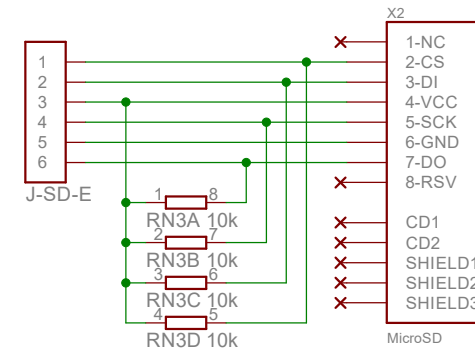 X2
1
2
3
4
5
6
J-SD-E
1-NC
2-CS
3-DI
4-VCC
5-SCK
6-GND
7-DO
8-RSV
CD1
CD2
SHIELD1
SHIELD2
SHIELD3
MicroSD
1 8
RN3A 10k
2 7
RN3B 10k
3 6
RN3C 10k
4 5
RN3D 10k